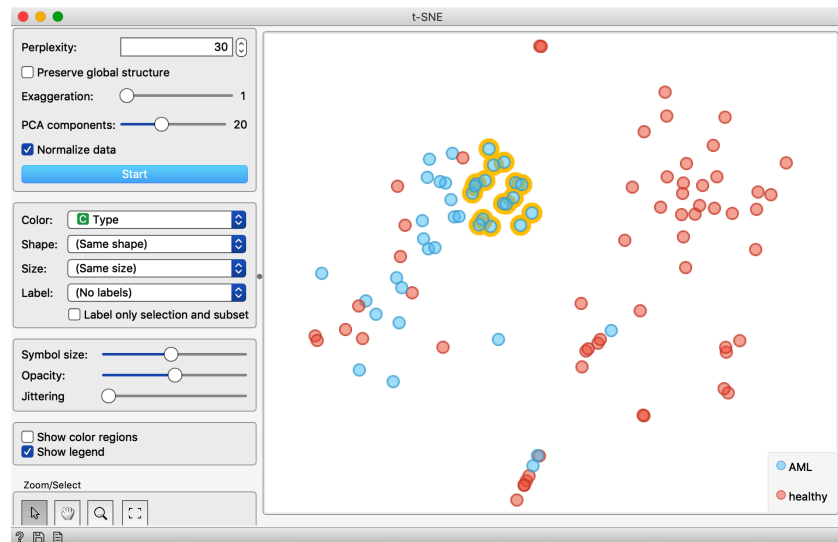 t-SNE
Perplexity: 30
Preserve global structure
Exaggeration: 1
PCA components: 20
Normalize data
Start
Color: C Type
Shape: (Same shape)
Size: (Same size)
Label: (No labels)
Label only selection and subset
Symbol size:
Opacity:
Jittering
Show color regions
Show legend
Zoom/Select
AML
healthy
?